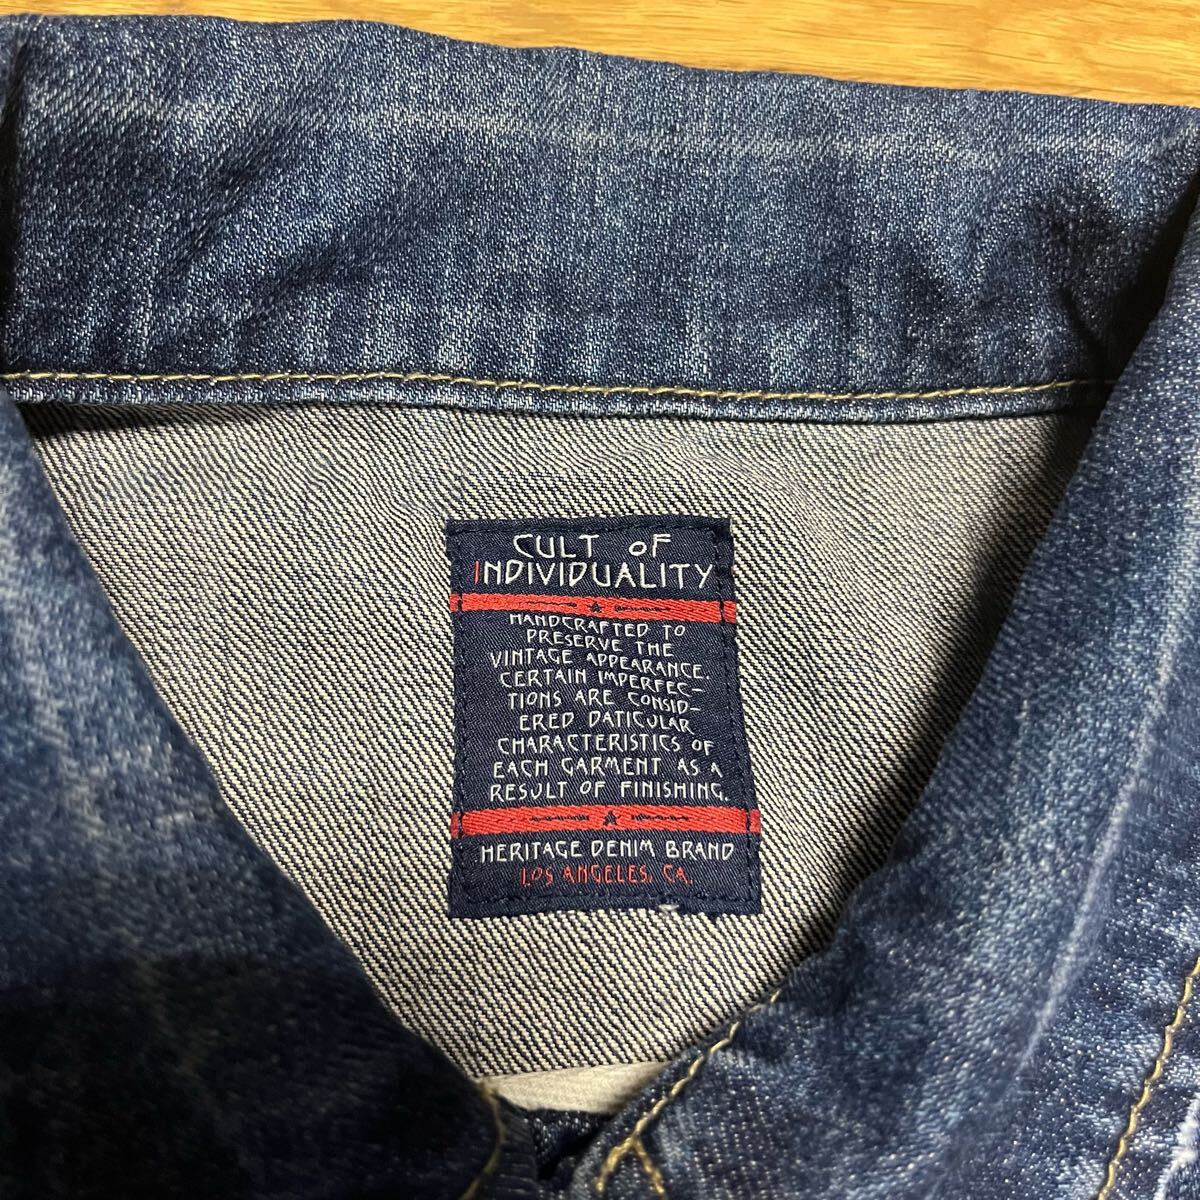 CULT OF
INDIVIDUALITY
HANDCRAFTED TO
PRESERVE THE
VINTAGE APPEARANCE.
CERTAIN IMPERFEC-
TIONS ARE CONSID-
ERED DATICULAR
CHARACTERISTICS OF
EACH GARMENT AS A
RESULT OF FINISHING.
HERITAGE DENIM BRAND
LOS ANGELES, CA.